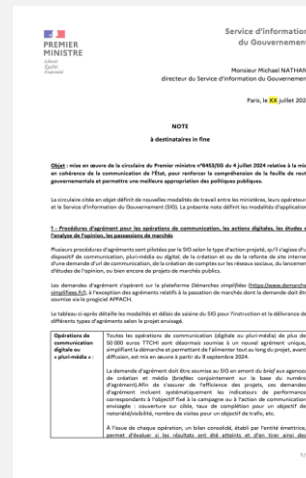 PREMIER
MINISTRE
Liberté
Égalité
Fraternité
Service d'information
du Gouvernement
Monsieur Michael NATHAN
directeur du Service d'information du Gouvernement
Paris, le XX juillet 202
NOTE
à destinataires in fine
Objet : mise en œuvre de la circulaire du Premier ministre n°6453/SG du 4 juillet 2024 relative à la mise
en cohérence de la communication de l'État, pour renforcer la compréhension de la feuille de route
gouvernementale et permettre une meilleure appropriation des politiques publiques.
La circulaire citée en objet définit de nouvelles modalités de travail entre les ministères, leurs opérateurs
et le Service d'information du Gouvernement (SIG). La présente note définit les modalités d'application
1 - Procédures d'agrément pour les opérations de communication, les actions digitales, les études
l'analyse de l'opinion, les passassions de marchés
Plusieurs procédures d'agréments sont pilotées par le SIG selon le type d'action projeté, qu'il s'agisse d'un
dispositif de communication, pluri-média ou digital, de la création et ou de la refonte de site internet
d'une demande d'url de communication, de la création de comptes sur les réseaux sociaux, du lancement
d'études d'opinion, ou bien encore de projets de marchés publics.
Les demandes d'agrément s'opèrent sur la plateforme Démarches simplifiées (https://www.demarches
simplifiees.fr/), à l'exception des agréments relatifs à la passation de marchés dont la demande doit être
soumise via le progiciel APPACH.
Le tableau ci-après détaille les modalités et délais de saisine du SIG pour l'instruction et la délivrance de
différents types d'agréments selon le projet envisagé.
Opérations de
communication
digitale ou
« pluri-média » :
Toutes les opérations de communication (digitale ou pluri-média) de plus de
50 000 euros TTCHI sont désormais soumises à un nouvel agrément unique,
simplifiant la démarche et permettant de l'alimenter tout au long du projet, avant
diffusion, est mis en œuvre à partir du 9 septembre 2024.
La demande d'agrément doit être soumise au SIG en amont du brief aux agences
de création et média (briefées conjointement sur la base du numéro
d'agrément).Afin de s'assurer de l'efficience des projets, ces demandes
d'agrément incluent systématiquement les indicateurs de performance
correspondants à l'objectif fixé à la campagne ou à l'action de communication
envisagée : couverture sur cible, taux de complétion pour un objectif de
notoriété/visibilité, nombre de visites pour un objectif de trafic, etc.
À l'issue de chaque opération, un bilan consolidé, établi par l'entité émettrice,
permet d'évaluer si les résultats ont été atteints et d'en tirer ainsi des